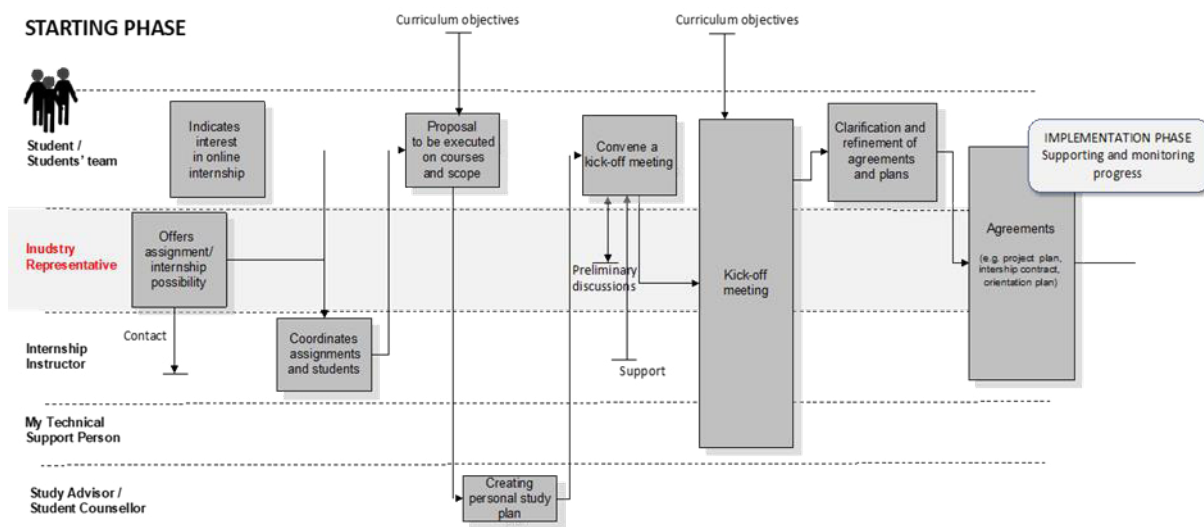 STARTING PHASE
Curriculum objectives
Curriculum objectives
Student /
Students' team
Indicates
interest
in online
internship
Proposal
to be executed
on courses
and scope
Convene a
kick-off meeting
Clarification and
refinement of
agreements
and plans
IMPLEMENTATION PHASE
Supporting and monitoring
progress
Inudstry
Representative
Offers
assignment/
internship
possibility
Preliminary
discussions
Kick-off
meeting
Agreements
(e.g. project plan,
intership contract,
orientation plan)
Contact
Internship
Instructor
Coordinates
assignments
and students
Support
My Technical
Support Person
Study Advisor /
Student Counsellor
Creating
personal study
plan